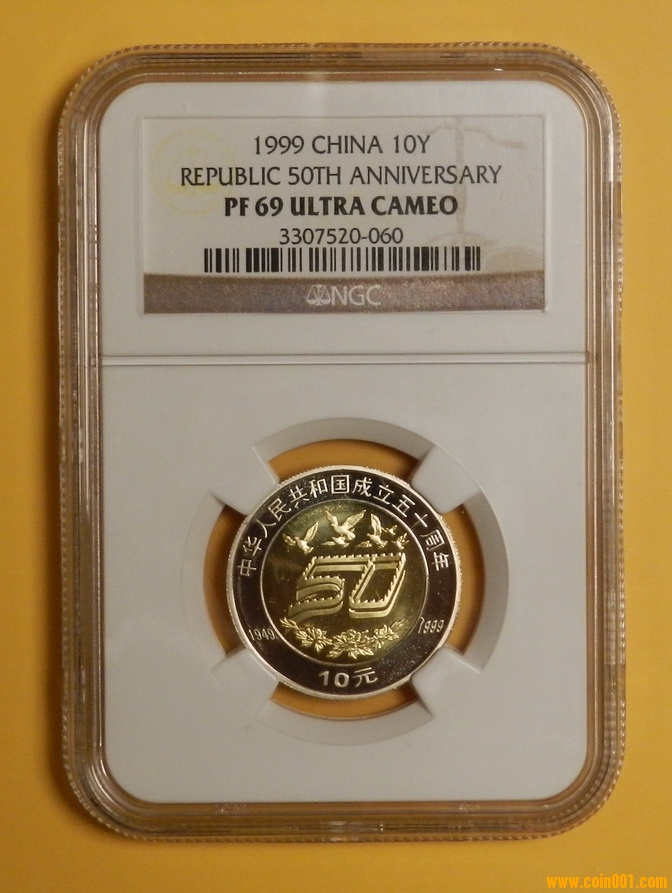 1999 CHINA 10Y
REPUBLIC 50TH ANNIVERSARY
PF 69 ULTRA CAMEO
3307520-060
NGC
中华人民共和国成立五十周年
50
1949 1999
10元
www.coin001.com